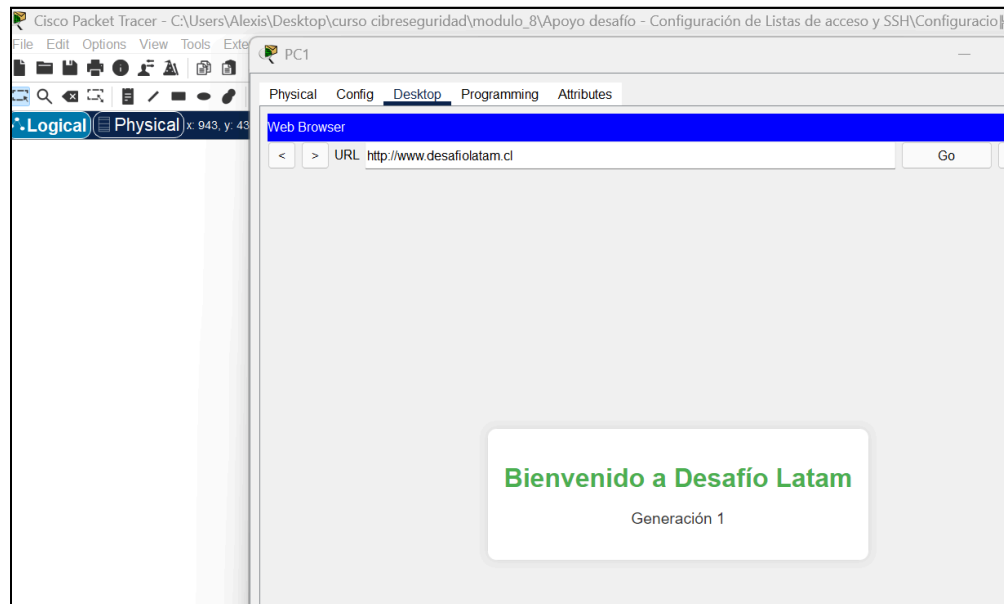 Cisco Packet Tracer - C:\Users\Alexis\Desktop\curso cibreseguridad\modulo_8\Apoyo desafío - Configuración de Listas de acceso y SSH\Configuracio
File Edit Options View Tools Exte
PC1
Physical Config Desktop Programming Attributes
Logical Physical x: 943, y: 43
Web Browser
< > URL http://www.desafiolatam.cl Go
Bienvenido a Desafío Latam
Generación 1